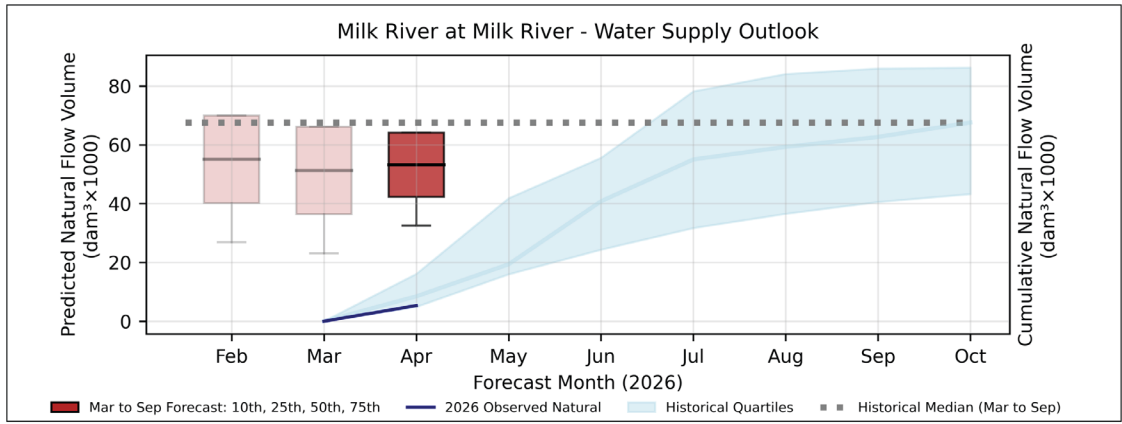 Milk River at Milk River - Water Supply Outlook
Predicted Natural Flow Volume
(dam³×1000)
80
60
40
20
0
Cumulative Natural Flow Volume
(dam³×1000)
Feb Mar Apr May Jun Jul Aug Sep Oct
Forecast Month (2026)
Mar to Sep Forecast: 10th, 25th, 50th, 75th 2026 Observed Natural Historical Quartiles Historical Median (Mar to Sep)